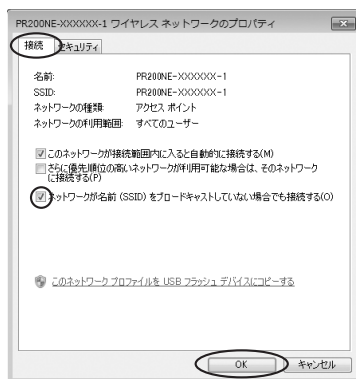 PR200NE-XXXXXX-1 ワイヤレス ネットワークのプロパティ
接続 セキュリティ
名前: PR200NE-XXXXXX-1
SSID: PR200NE-XXXXXX-1
ネットワークの種類: アクセス ポイント
ネットワークの利用範囲: すべてのユーザー
このネットワークが接続範囲内に入ると自動的に接続する(M)
さらに優先順位の高いネットワークが利用可能な場合は、そのネットワーク
に接続する(P)
ネットワークが名前 (SSID) をブロードキャストしていない場合でも接続する(O)
このネットワーク プロファイルを USB フラッシュ デバイスにコピーする
OK キャンセル